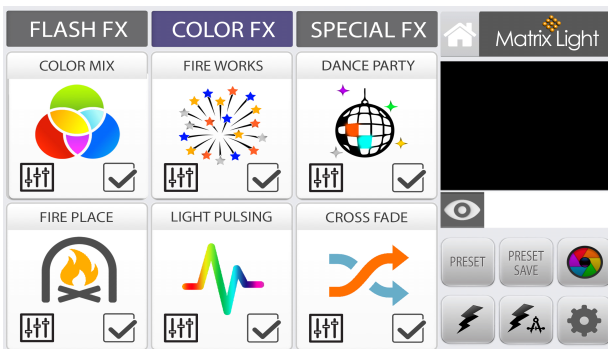 FLASH FX
COLOR FX
SPECIAL FX
Matrix Light
COLOR MIX
FIRE WORKS
DANCE PARTY
FIRE PLACE
LIGHT PULSING
CROSS FADE
PRESET
PRESET
SAVE